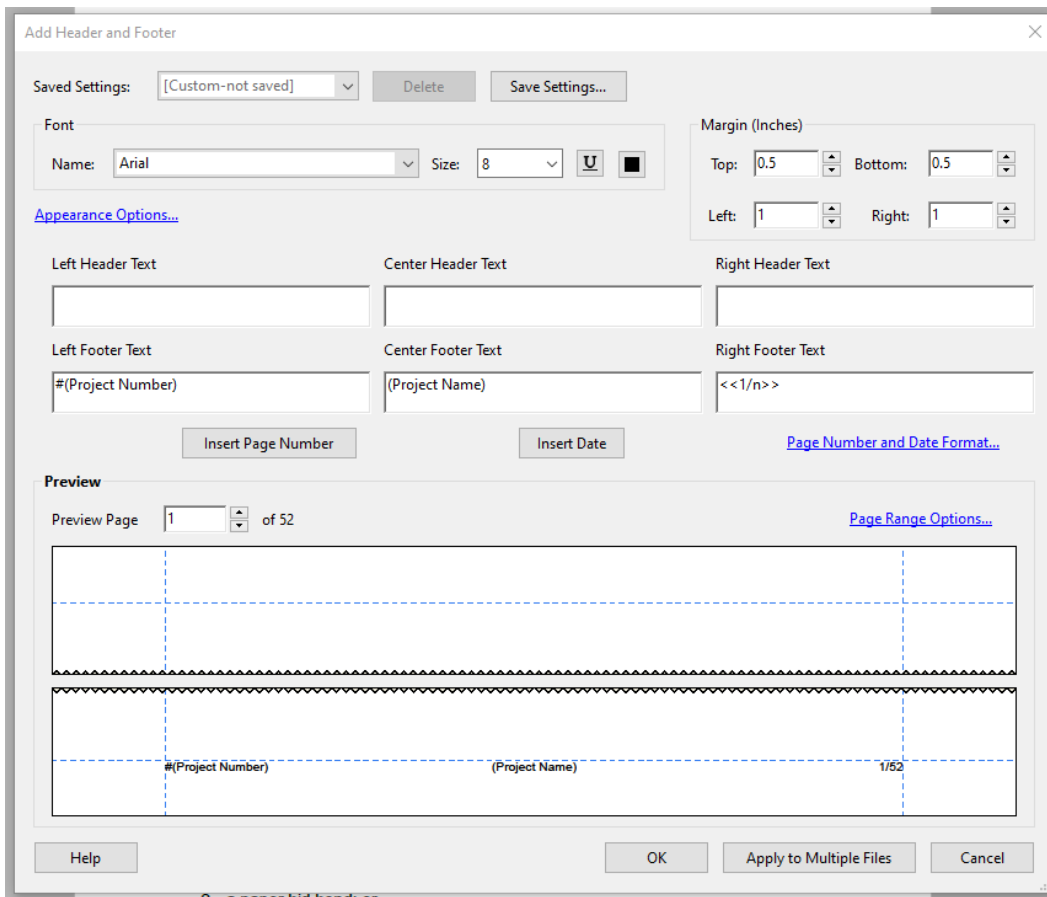 Add Header and Footer
Saved Settings: [Custom-not saved] Delete Save Settings...
Font
Name: Arial Size: 8 U
Margin (Inches)
Top: 0.5 Bottom: 0.5
Left: 1 Right: 1
Appearance Options...
Left Header Text Center Header Text Right Header Text
Left Footer Text Center Footer Text Right Footer Text
#(Project Number) (Project Name) <<1/n>>
Insert Page Number Insert Date Page Number and Date Format...
Preview
Preview Page 1 of 52 Page Range Options...
#(Project Number) (Project Name) 1/52
Help OK Apply to Multiple Files Cancel